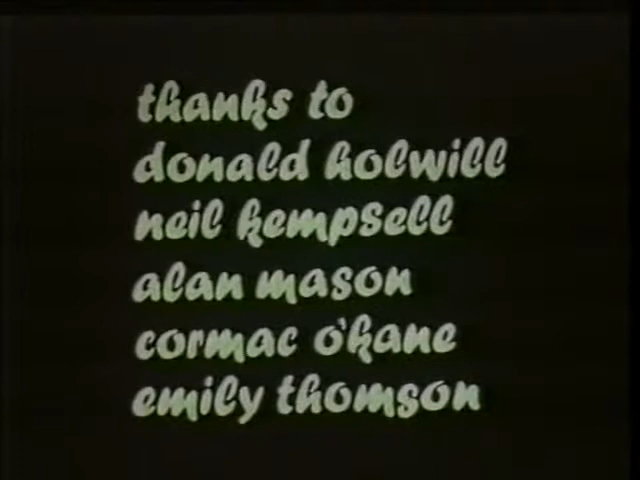 thanks to
donald holwill
neil kempsell
alan mason
cormac o'kane
emily thomson